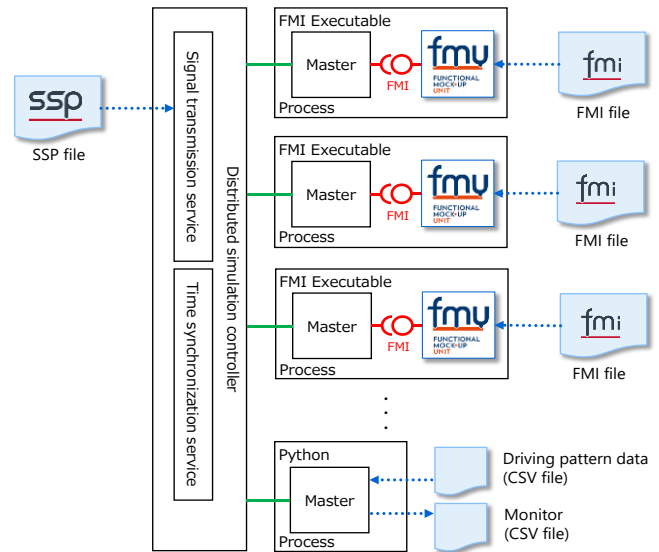 ssp
SSP file
Signal transmission service
Time synchronization service
Distributed simulation controller
FMI Executable
Master
FMI
fmu
FUNCTIONAL
MOCK-UP
UNIT
Process
fmi
FMI file
FMI Executable
Master
FMI
fmu
FUNCTIONAL
MOCK-UP
UNIT
Process
fmi
FMI file
FMI Executable
Master
FMI
fmu
FUNCTIONAL
MOCK-UP
UNIT
Process
fmi
FMI file
Python
Master
Process
Driving pattern data
(CSV file)
Monitor
(CSV file)